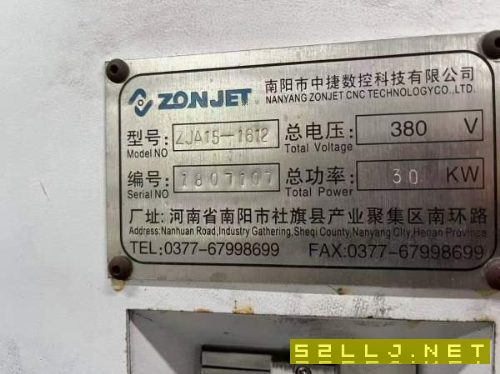 ZONJET
南阳市中捷数控科技有限公司
NANYANG ZONJET CNC TECHNOLOGYCO.,LTD.
型号: ZJA15-1612 总电压: 380 V
Model NO Total Voltage
编号: 1807107 总功率: 30 KW
Serial NO Total Power
厂址: 河南省南阳市社旗县产业聚集区南环路
Address: Nanhuan Road,Industry Gathering,Sheqi County,Nanyang City,Henan Province
TEL:0377-67998699 FAX:0377-67998699
52LLJ.NET